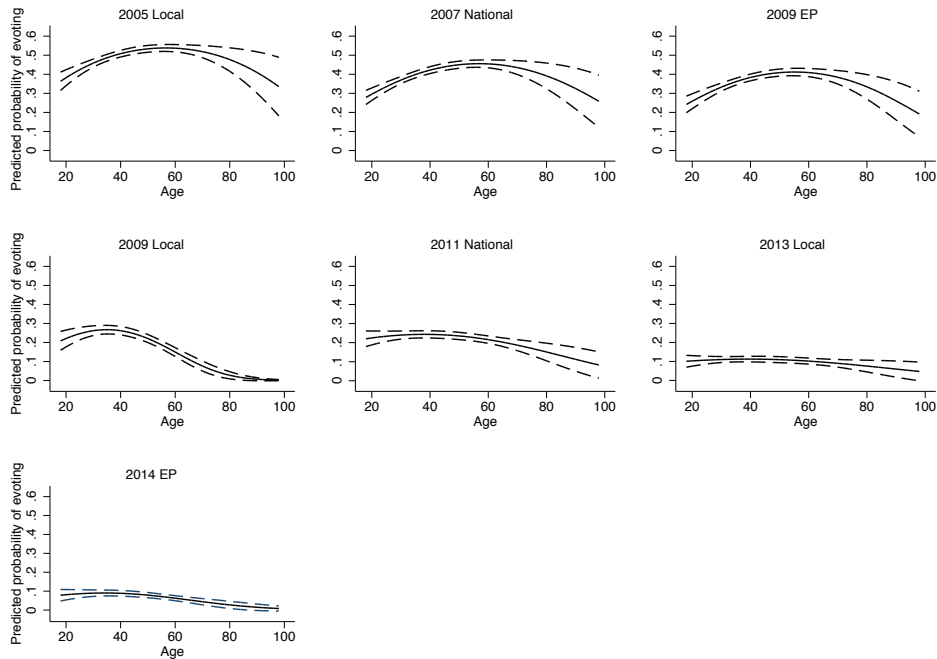 2005 Local
Predicted probability of evoting
.6
.5
.4
.3
.2
.1
0
20 40 60 80 100
Age
2007 National
.6
.5
.4
.3
.2
.1
0
20 40 60 80 100
Age
2009 EP
.6
.5
.4
.3
.2
.1
0
20 40 60 80 100
Age
2009 Local
Predicted probability of evoting
.6
.5
.4
.3
.2
.1
0
20 40 60 80 100
Age
2011 National
.6
.5
.4
.3
.2
.1
0
20 40 60 80 100
Age
2013 Local
.6
.5
.4
.3
.2
.1
0
20 40 60 80 100
Age
2014 EP
Predicted probability of evoting
.6
.5
.4
.3
.2
.1
0
20 40 60 80 100
Age